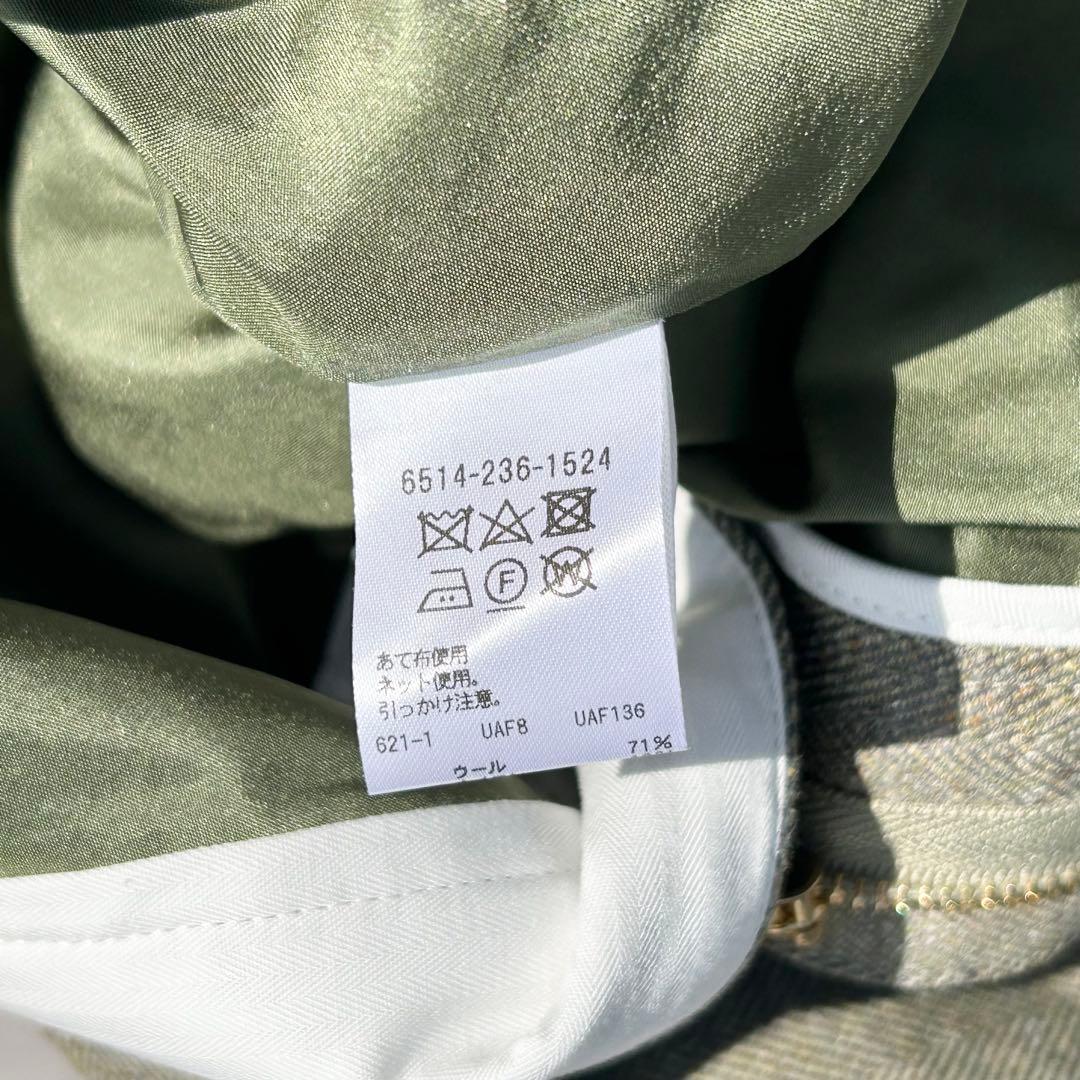 6514-236-1524
F W
あて布使用
ネット使用。
引っかけ注意。
621-1 UAF8 UAF136
ウール 71%